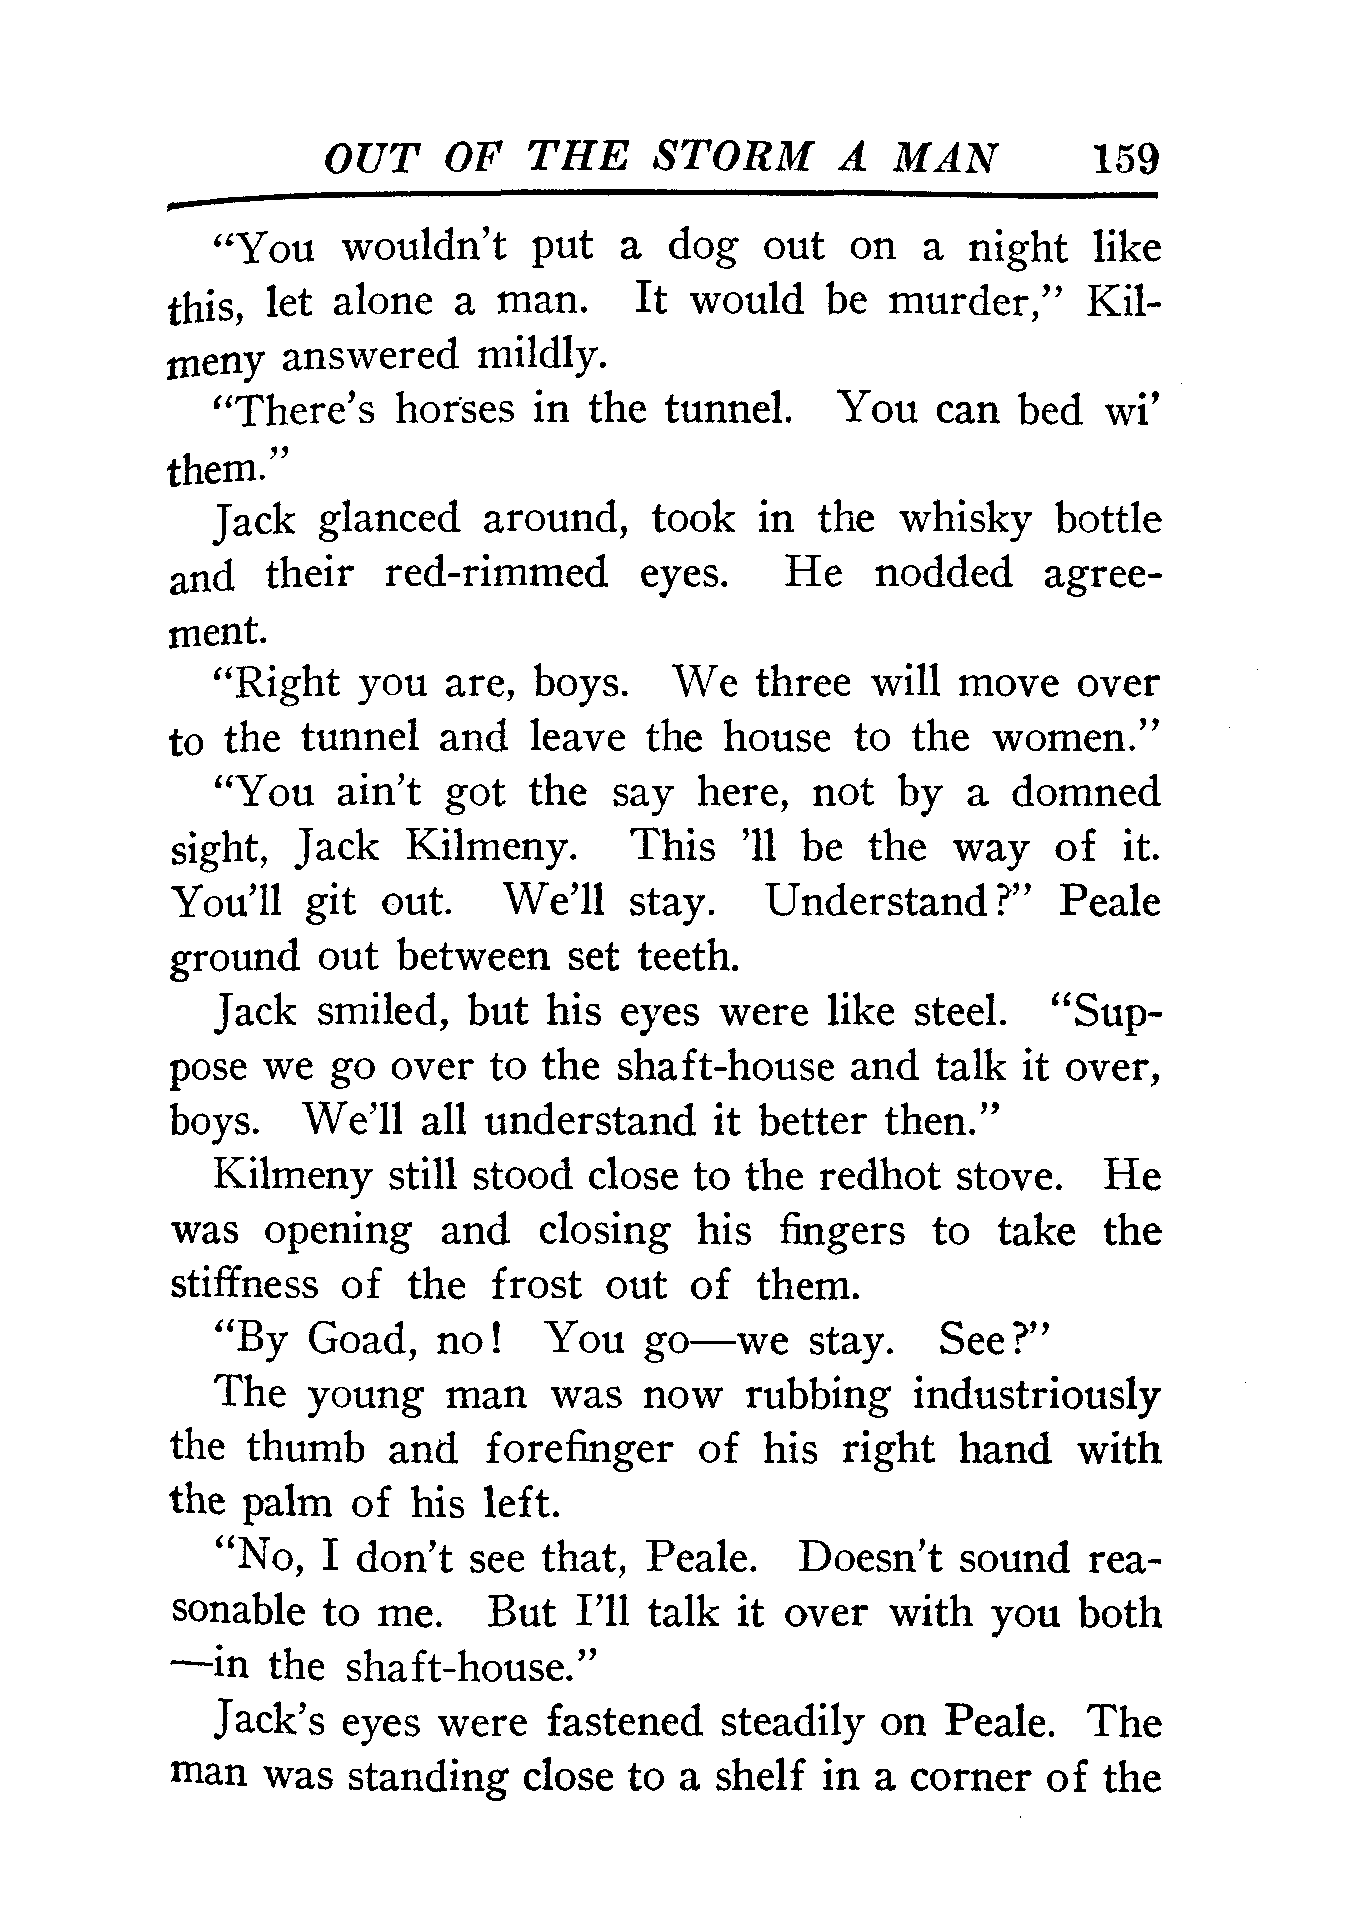 OUT OF THE STORM A MAN 159
“You wouldn’t put a dog out on a night like
this, let alone a man. It would be murder,” Kil-
meny answered mildly.
“There’s horses in the tunnel. You can bed wi’
them.”
Jack glanced around, took in the whisky bottle
and their red-rimmed eyes. He nodded agree-
ment.
“Right you are, boys. We three will move over
to the tunnel and leave the house to the women.”
“You ain’t got the say here, not by a domned
sight, Jack Kilmeny. This ’ll be the way of it.
You’ll git out. We’ll stay. Understand?” Peale
ground out between set teeth.
Jack smiled, but his eyes were like steel. “Sup-
pose we go over to the shaft-house and talk it over,
boys. We’ll all understand it better then.”
Kilmeny still stood close to the redhot stove. He
was opening and closing his fingers to take the
stiffness of the frost out of them.
“By Goad, no! You go—we stay. See?”
The young man was now rubbing industriously
the thumb and forefinger of his right hand with
the palm of his left.
“No, I don’t see that, Peale. Doesn’t sound rea-
sonable to me. But I’ll talk it over with you both
—in the shaft-house.”
Jack’s eyes were fastened steadily on Peale. The
man was standing close to a shelf in a corner of the